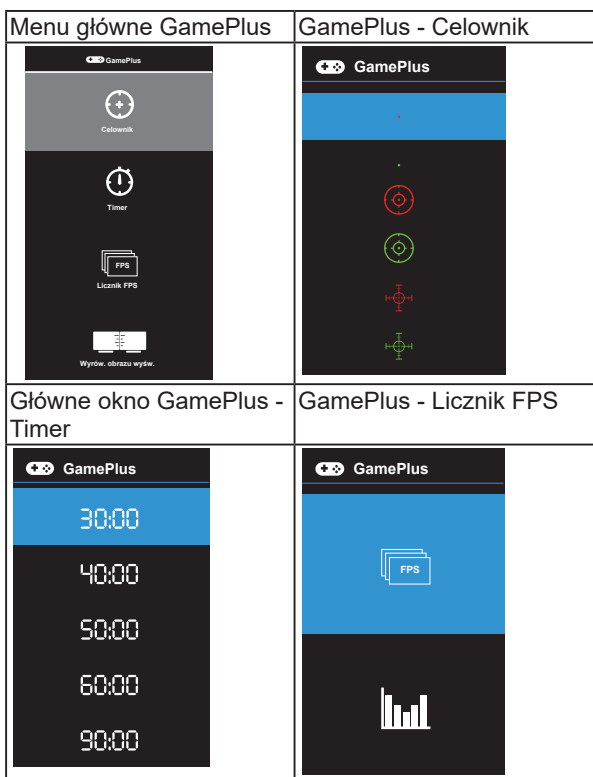 Menu główne GamePlus
GamePlus - Celownik
GamePlus
Celownik
Timer
FPS
Licznik FPS
Wyrów. obrazu wyśw.
GamePlus
Główne okno GamePlus -
Timer
GamePlus - Licznik FPS
GamePlus
30:00
40:00
50:00
60:00
90:00
GamePlus
FPS